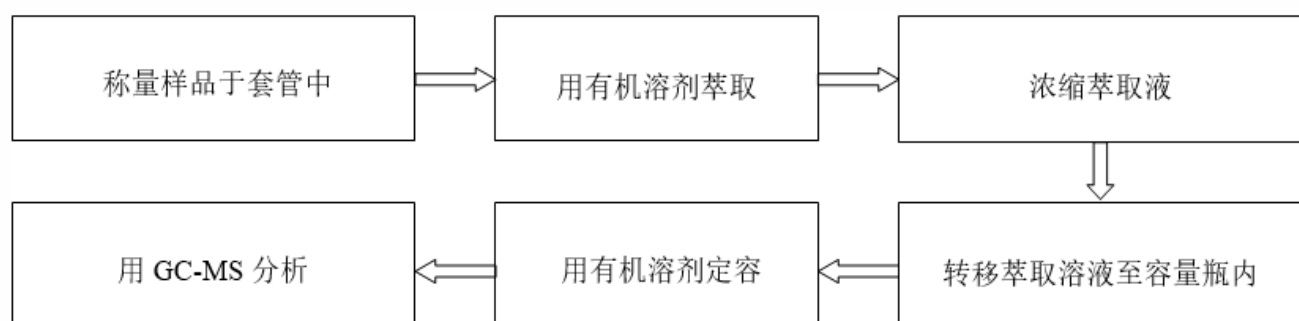 称量样品于套管中
用有机溶剂萃取
浓缩萃取液
转移萃取溶液至容量瓶内
用有机溶剂定容
用 GC-MS 分析